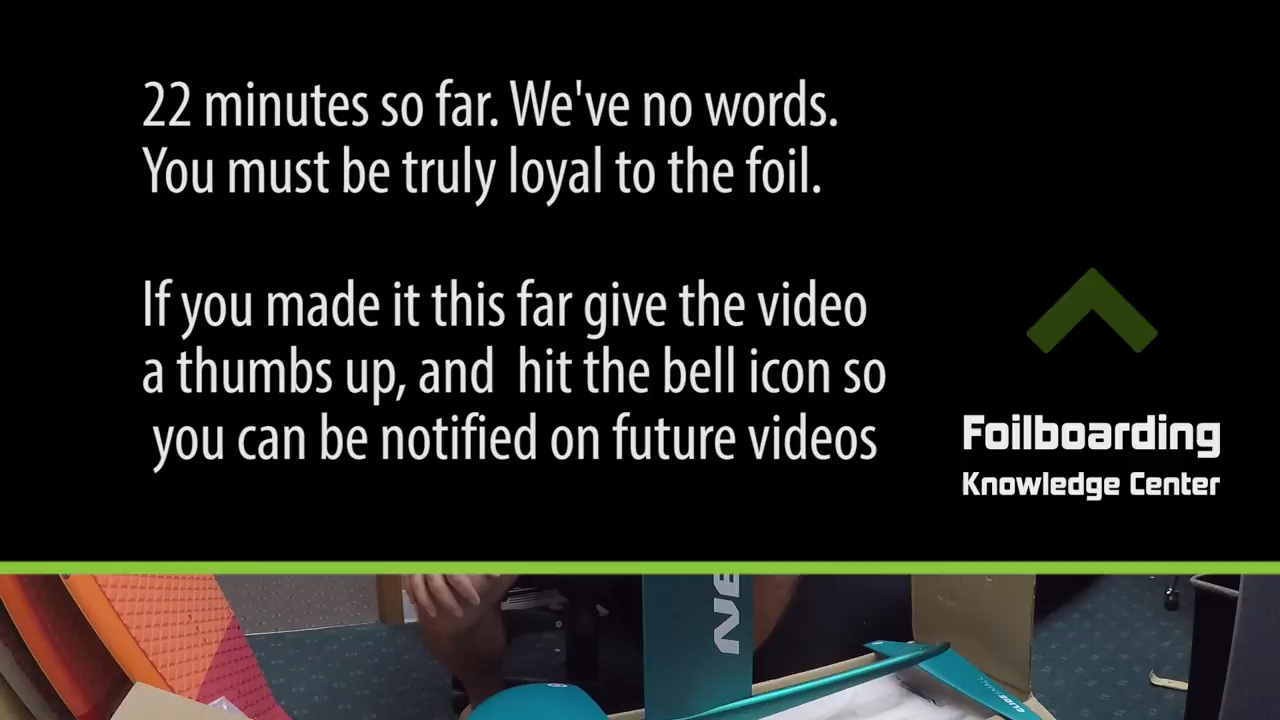 22 minutes so far. We've no words.
You must be truly loyal to the foil.
If you made it this far give the video
a thumbs up, and hit the bell icon so
you can be notified on future videos
Foilboarding
Knowledge Center